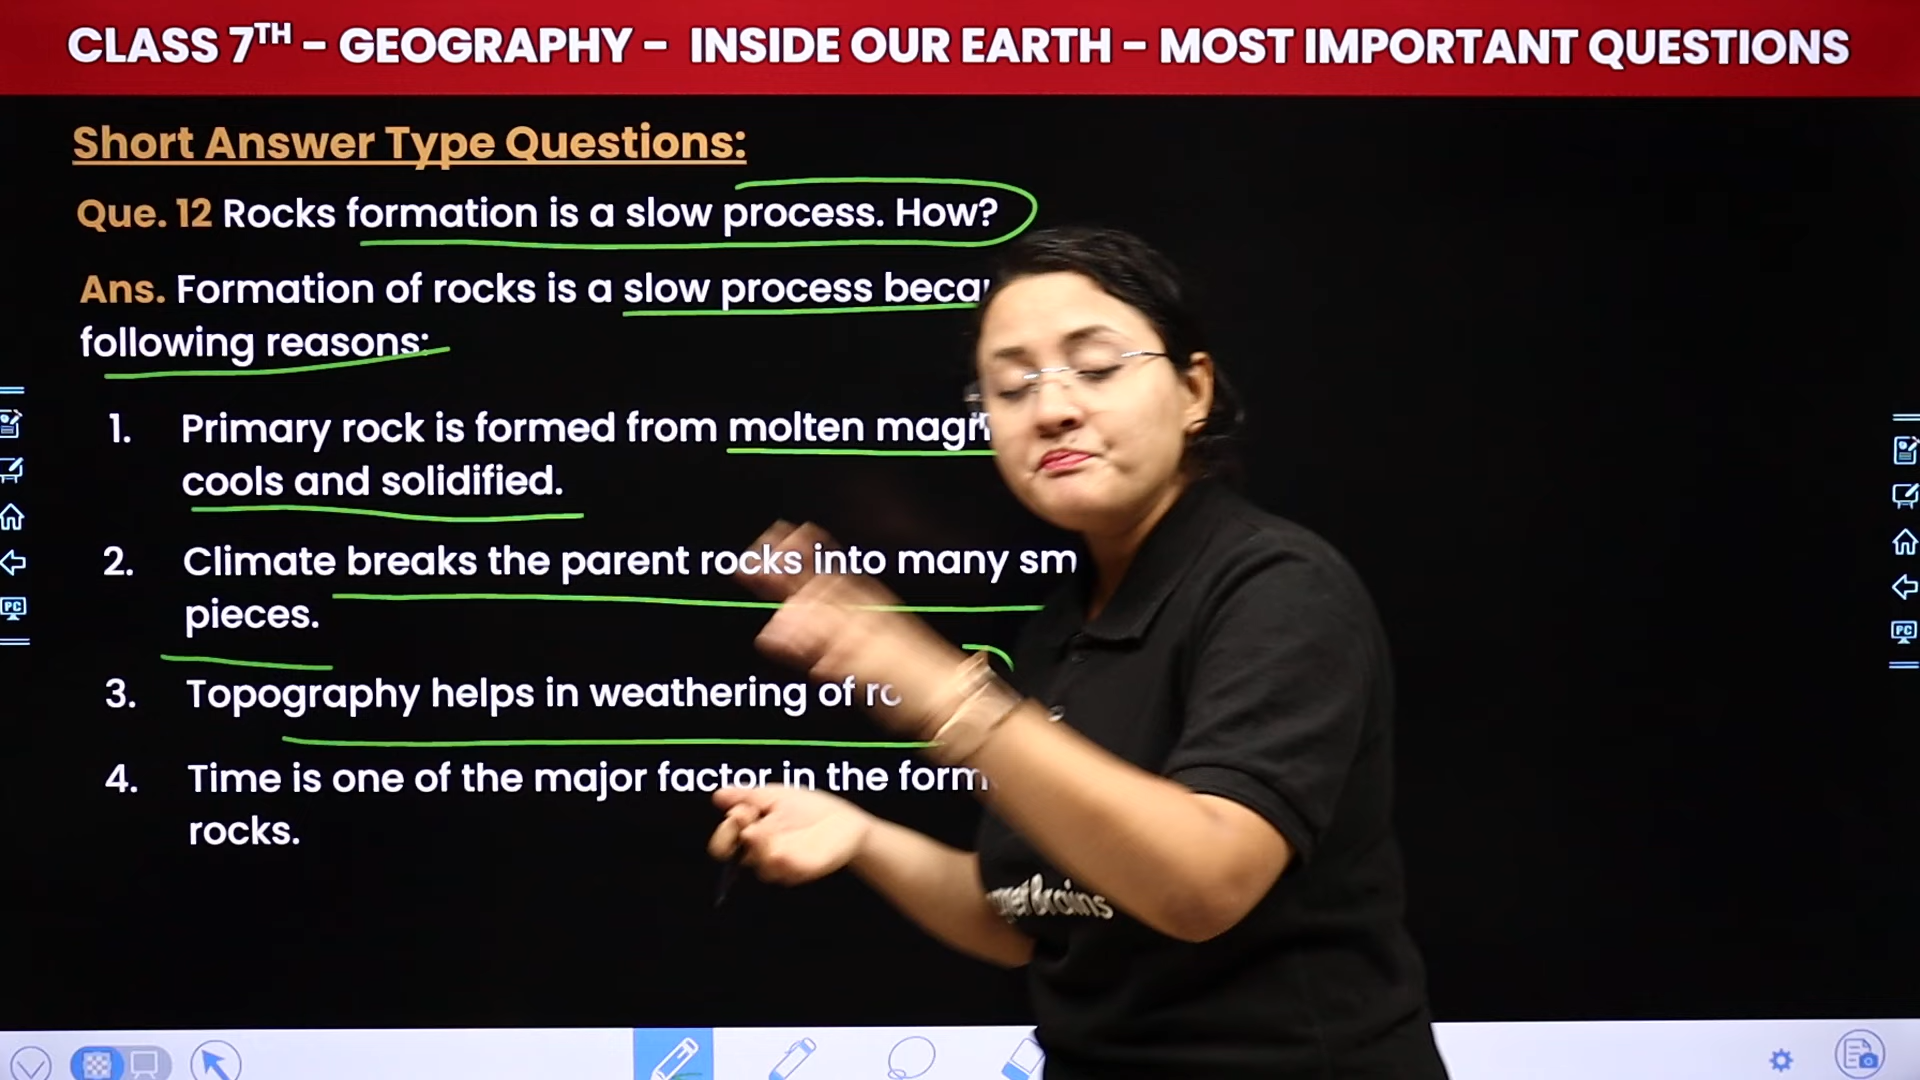 CLASS 7TH - GEOGRAPHY - INSIDE OUR EARTH - MOST IMPORTANT QUESTIONS
Short Answer Type Questions:
Que. 12 Rocks formation is a slow process. How?
Ans. Formation of rocks is a slow process
following reasons:
1. Primary rock is formed from molten
cools and solidified.
2. Climate breaks the parent rocks into many
pieces.
3. Topography helps in weathering of
4. Time is one of the major factor in the
rocks.
PC
PC